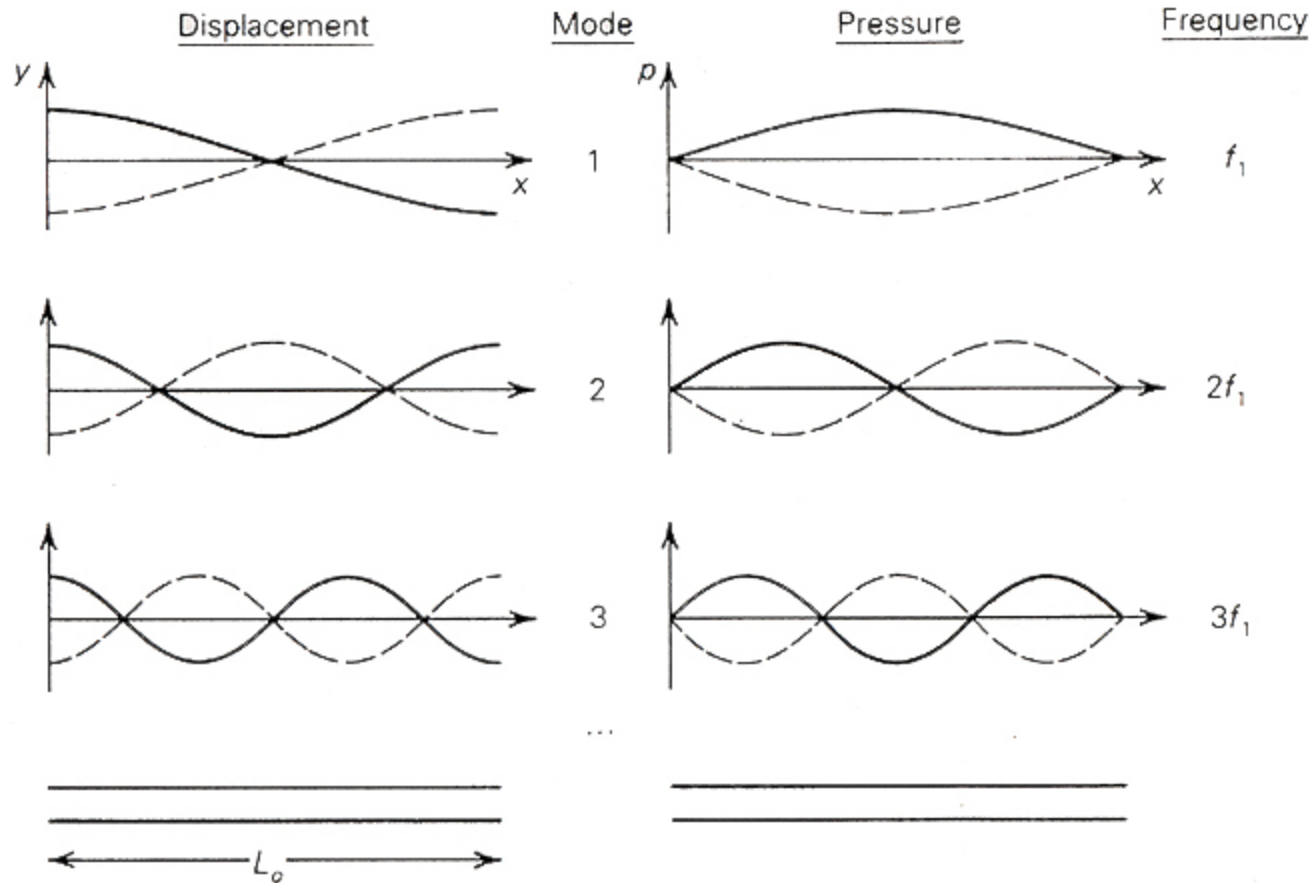 Displacement Mode Pressure Frequency
y p
x 1 x f₁
2 2f₁
3 3f₁
...
Lₒ